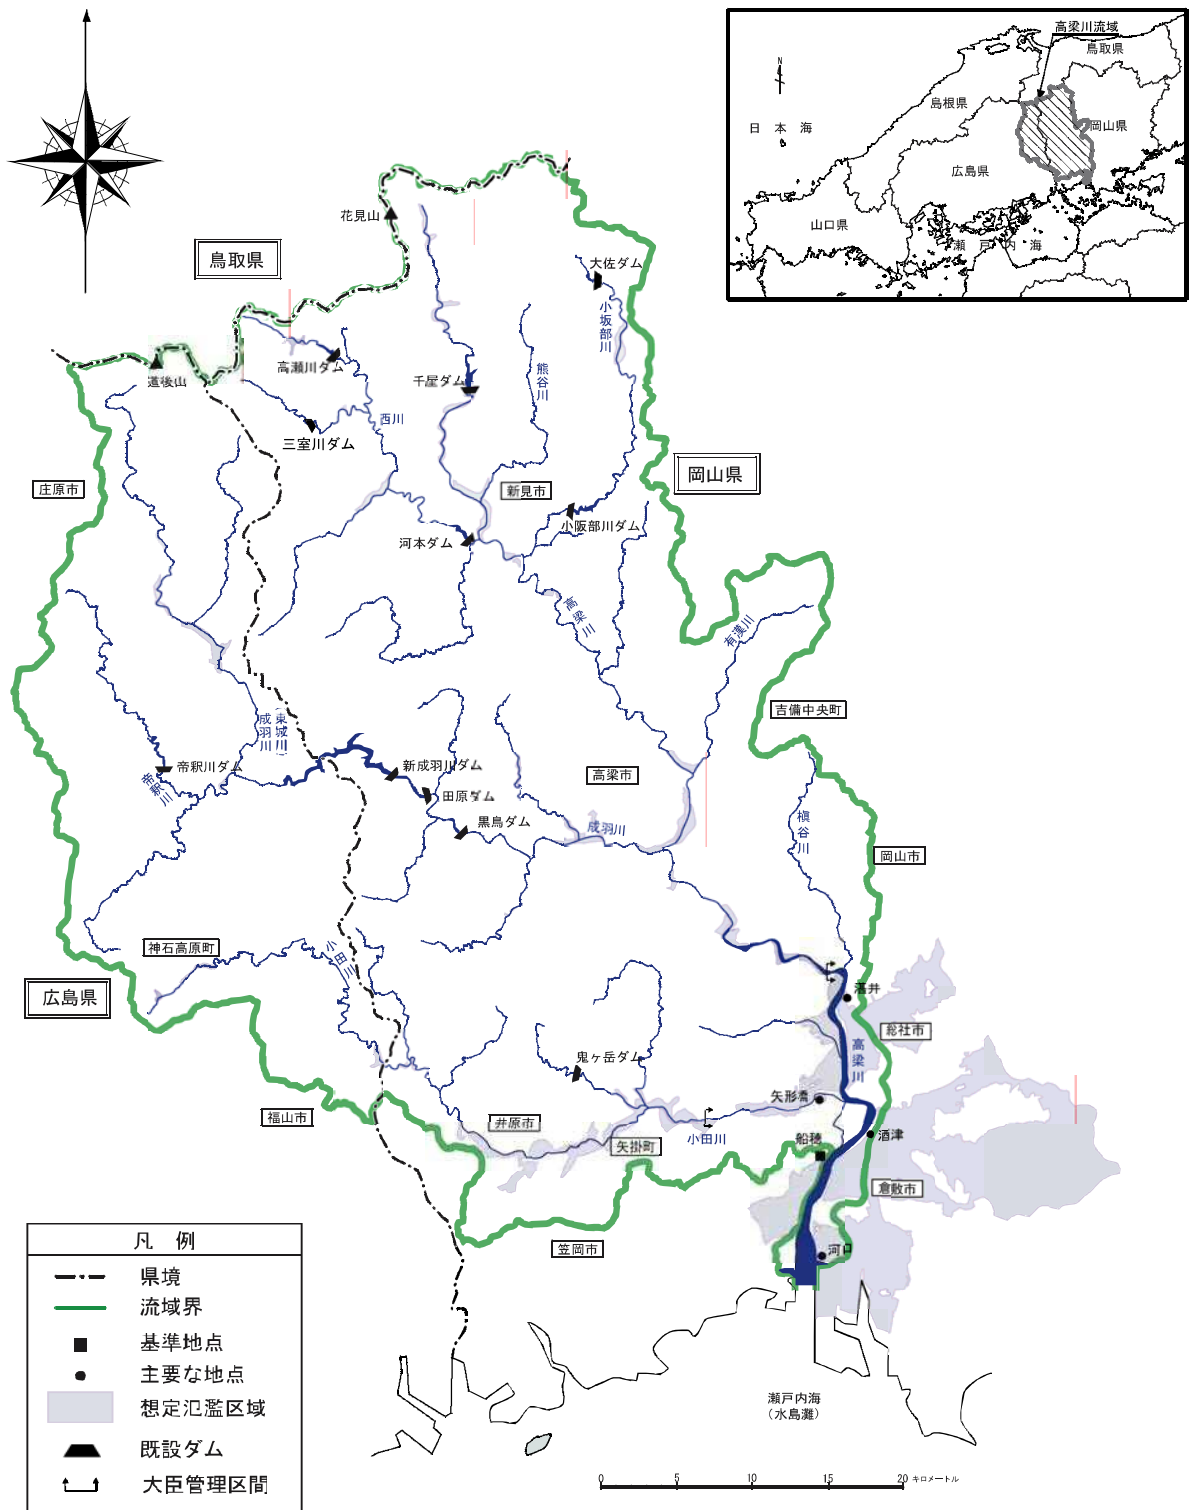 高梁川流域
鳥取県
N
島根県
日本海
岡山県
広島県
山口県
瀬戸内海
花見山
鳥取県
大佐ダム
小坂部川
高瀬川ダム
千屋ダム
熊谷川
道後山
西川
三室川ダム
岡山県
庄原市
新見市
小阪部川ダム
河本ダム
高梁川
有漢川
吉備中央町
成羽川
(東城川)
帝釈川ダム
帝釈川
新成羽川ダム
高梁市
田原ダム
黒鳥ダム
成羽川
槙谷川
岡山市
神石高原町
小田川
広島県
湛井
総社市
高梁川
鬼ヶ岳ダム
矢形橋
福山市
井原市
矢掛町
小田川
船穂
酒津
倉敷市
笠岡市
河口
凡 例
県境
流域界
基準地点
主要な地点
想定氾濫区域
既設ダム
大臣管理区間
瀬戸内海
(水島灘)
0 5 10 15 20 キロメートル